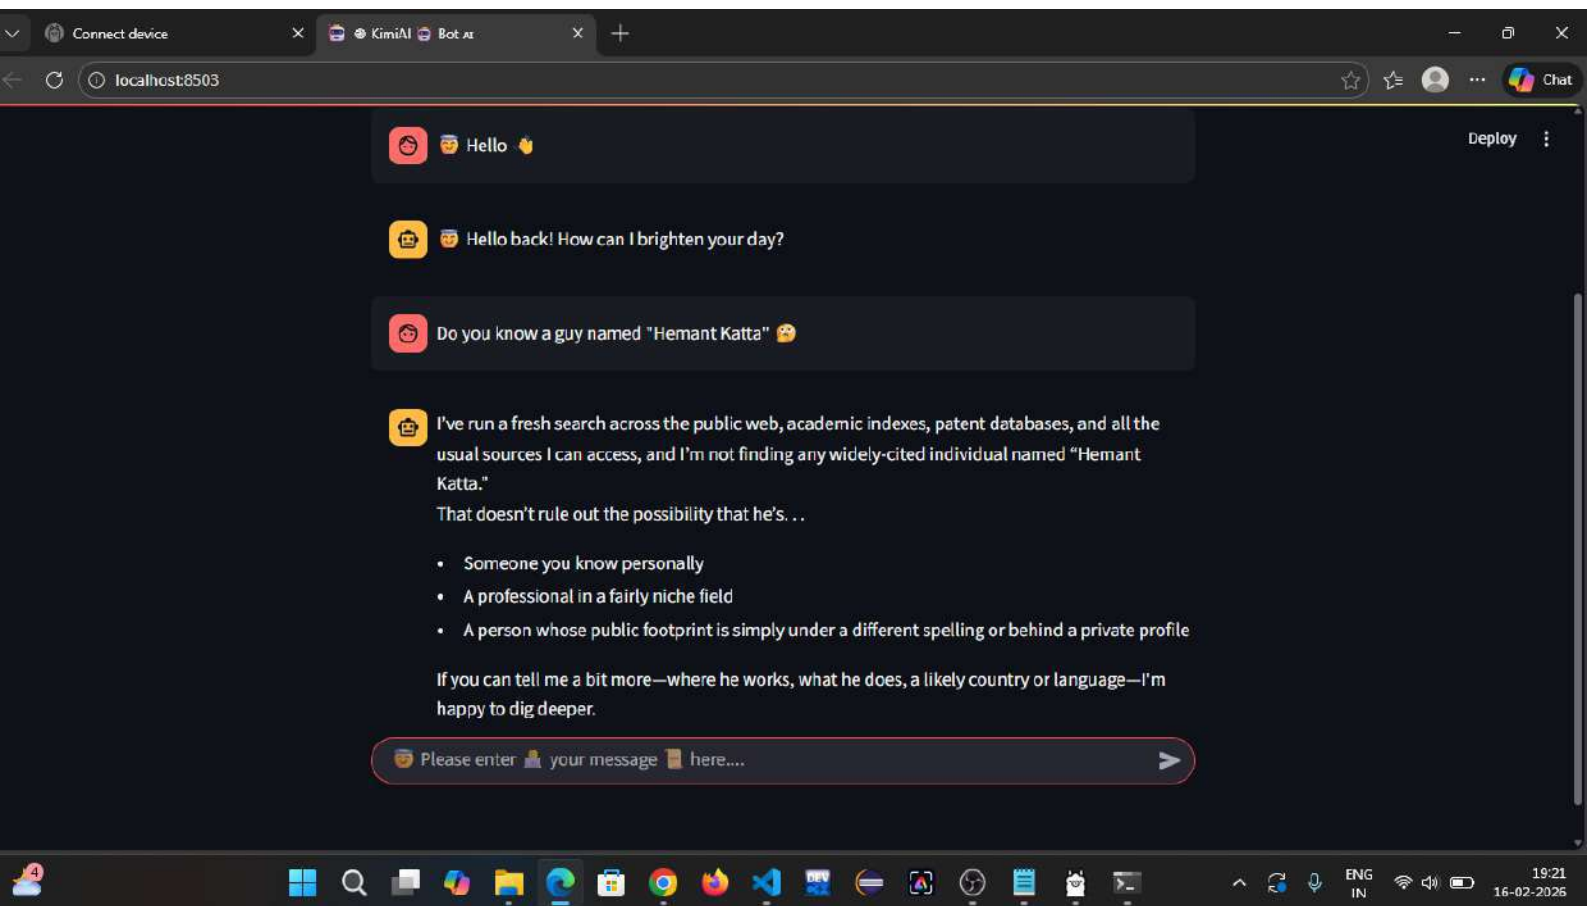 Connect device
KimiAI Bot AI
localhost:8503
Chat
Deploy
Hello
Hello back! How can I brighten your day?
Do you know a guy named "Hemant Katta"
I've run a fresh search across the public web, academic indexes, patent databases, and all the
usual sources I can access, and I'm not finding any widely-cited individual named “Hemant
Katta.”
That doesn't rule out the possibility that he's. . .
• Someone you know personally
• A professional in a fairly niche field
• A person whose public footprint is simply under a different spelling or behind a private profile
If you can tell me a bit more—where he works, what he does, a likely country or language—I'm
happy to dig deeper.
Please enter your message here....
4
DEV
ENG
IN
19:21
16-02-2026